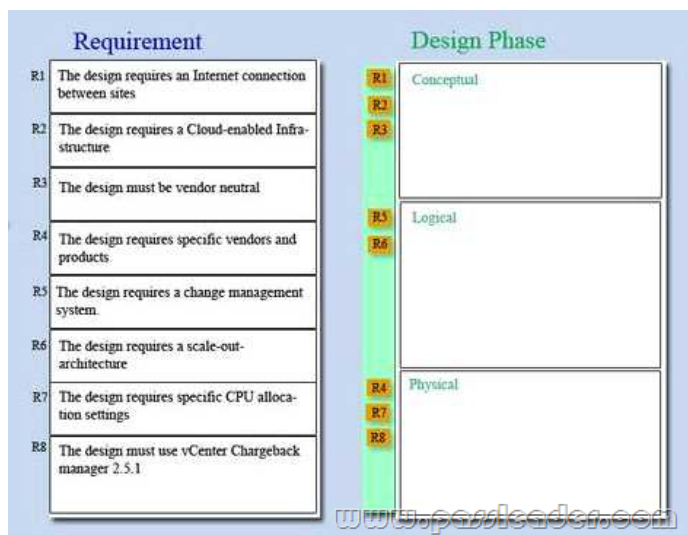 Requirement
R1 The design requires an Internet connection
between sites
R2 The design requires a Cloud-enabled Infra-
structure
R3 The design must be vendor neutral
R4 The design requires specific vendors and
products
R5 The design requires a change management
system.
R6 The design requires a scale-out-
architecture
R7 The design requires specific CPU alloca-
tion settings
R8 The design must use vCenter Chargeback
manager 2.5.1
Design Phase
R1 Conceptual
R2
R3
R5 Logical
R6
R4 Physical
R7
R8
www.passleader.com